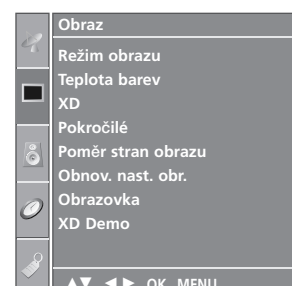 Obraz
Režim obrazu
Teplota barev
XD
Pokročilé
Poměr stran obrazu
Obnov. nast. obr.
Obrazovka
XD Demo
▲▼ ◄► OK MENU